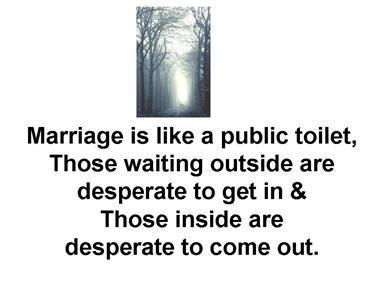 Marriage is like a public toilet,
Those waiting outside are
desperate to get in &
Those inside are
desperate to come out.